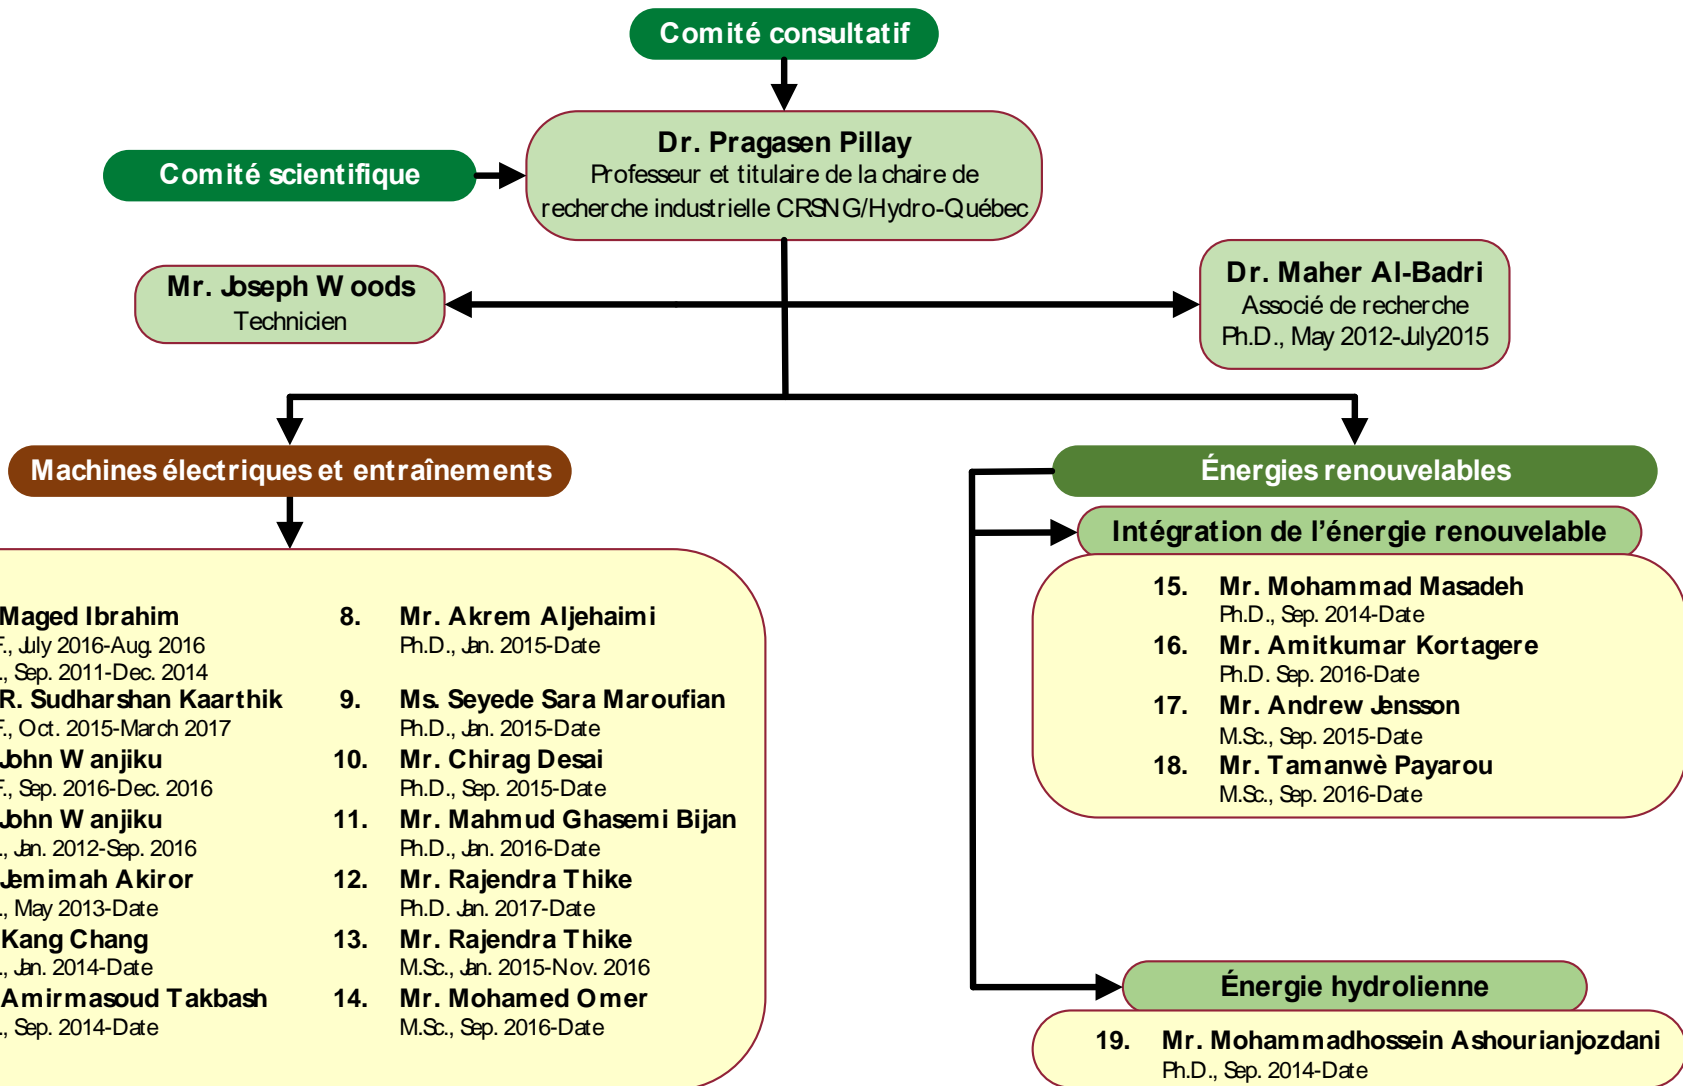 Comité consultatif
Dr. Pragasen Pillay
Professeur et titulaire de la chaire de
recherche industrielle CRSNG/Hydro-Québec
Comité scientifique
Mr. Joseph Woods
Technicien
Dr. Maher Al-Badri
Associé de recherche
Ph.D., May 2012-July2015
Machines électriques et entraînements
Maged Ibrahim
F., July 2016-Aug. 2016
., Sep. 2011-Dec. 2014
R. Sudharshan Kaarthik
F., Oct. 2015-March 2017
John Wanjiku
F., Sep. 2016-Dec. 2016
John Wanjiku
., Jan. 2012-Sep. 2016
Jemimah Akiror
., May 2013-Date
Kang Chang
., Jan. 2014-Date
Amirmasoud Takbash
., Sep. 2014-Date
8. Mr. Akrem Aljehaimi
Ph.D., Jan. 2015-Date
9. Ms. Seyede Sara Maroufian
Ph.D., Jan. 2015-Date
10. Mr. Chirag Desai
Ph.D., Sep. 2015-Date
11. Mr. Mahmud Ghasemi Bijan
Ph.D., Jan. 2016-Date
12. Mr. Rajendra Thike
Ph.D. Jan. 2017-Date
13. Mr. Rajendra Thike
M.Sc., Jan. 2015-Nov. 2016
14. Mr. Mohamed Omer
M.Sc., Sep. 2016-Date
Énergies renouvelables
Intégration de l’énergie renouvelable
15. Mr. Mohammad Masadeh
Ph.D., Sep. 2014-Date
16. Mr. Amitkumar Kortagere
Ph.D. Sep. 2016-Date
17. Mr. Andrew Jensson
M.Sc., Sep. 2015-Date
18. Mr. Tamanwè Payarou
M.Sc., Sep. 2016-Date
Énergie hydrolienne
19. Mr. Mohammadhossein Ashourianjozdani
Ph.D., Sep. 2014-Date